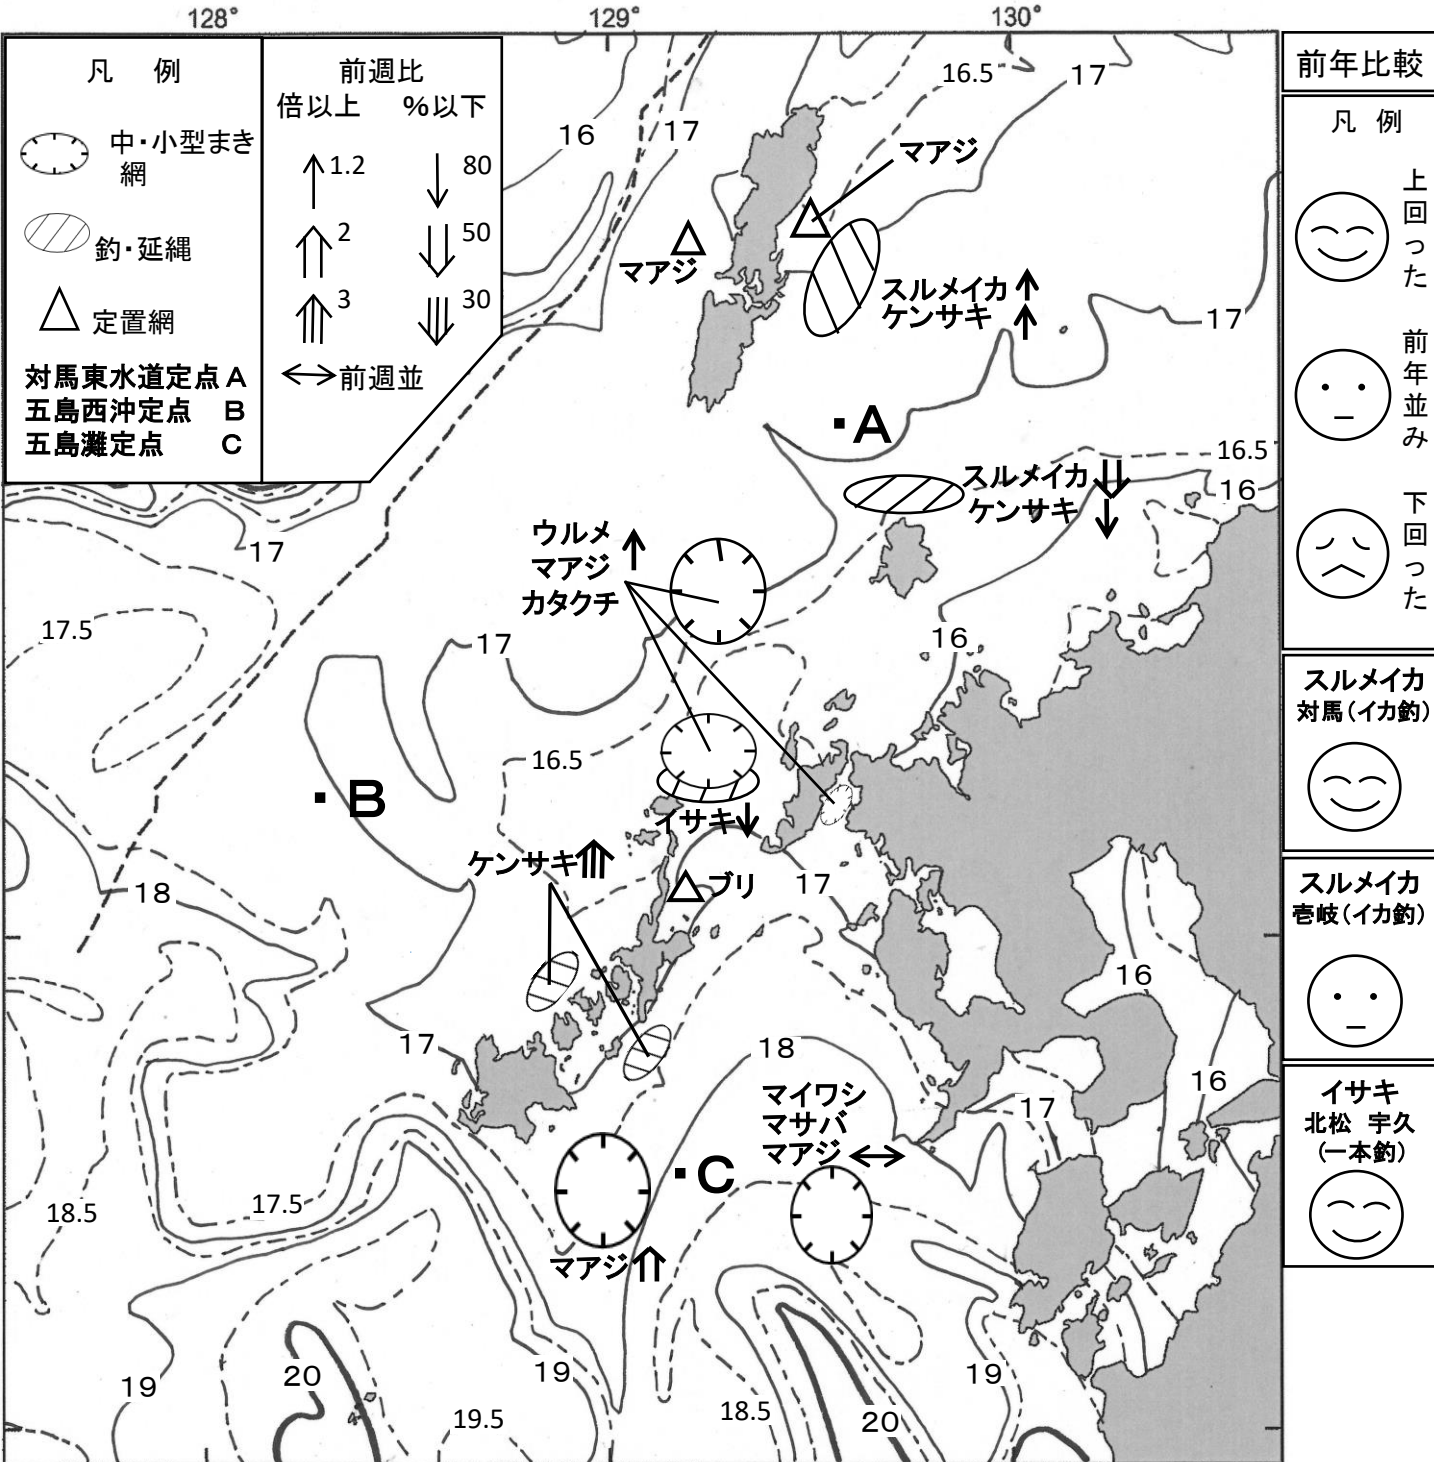 128°
129°
130°
凡 例
中・小型まき
網
釣・延縄
定置網
対馬東水道定点 A
五島西沖定点 B
五島灘定点 C
前週比
倍以上 %以下
1.2 80
2 50
3 30
前週並
前年比較
凡 例
上回った
前年並み
下回った
スルメイカ
対馬(イカ釣)
スルメイカ
壱岐(イカ釣)
イサキ
北松 宇久
(一本釣)
16
17
16.5
17
マアジ
マアジ
スルメイカ
ケンサキ
17
A
16.5
スルメイカ
ケンサキ
16
17
ウルメ
マアジ
カタクチ
17.5
17
16
16.5
B
イサキ
ケンサキ
ブリ
17
18
16
17
18
16
マイワシ
マサバ
マアジ
17
C
17.5
18.5
マアジ
19
20
19
19.5
18.5
20
19